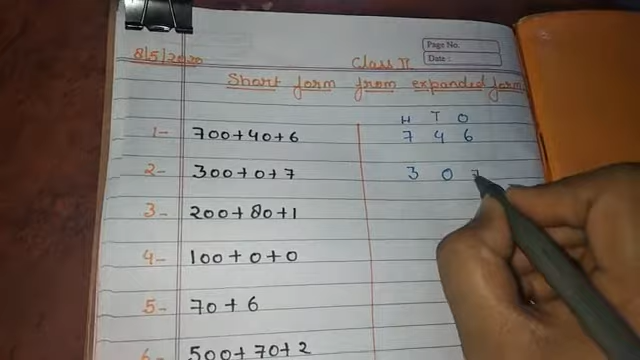 Page No.
8/5/2020 Class II Date :
Short form from expanded form
H T O
1- 700+40+6 7 4 6
2- 300+0+7 3 0 7
3- 200+80+1
4- 100+0+0
5- 70+6
6- 500+70+2